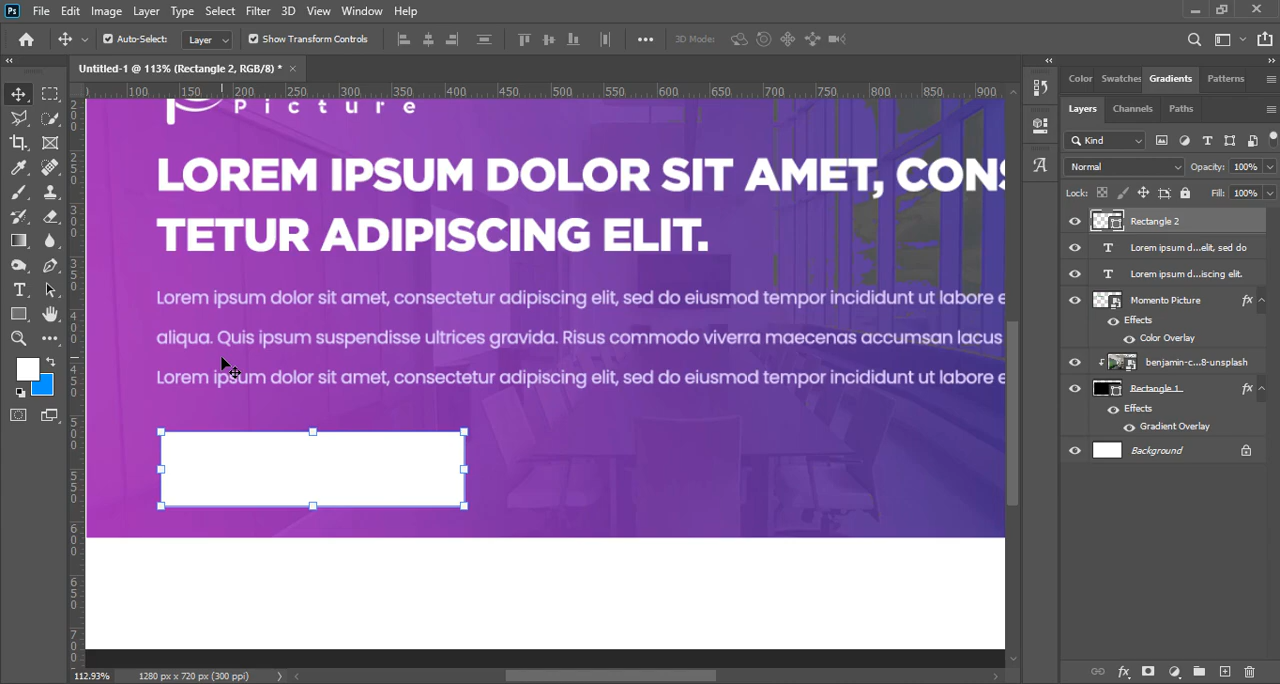 Ps File Edit Image Layer Type Select Filter 3D View Window Help
Auto-Select: Layer Show Transform Controls 3D Mode:
Untitled-1 @ 113% (Rectangle 2, RGB/8) *
100 150 200 250 300 350 400 450 500 550 600 650 700 750 800 850 900
Picture
LOREM IPSUM DOLOR SIT AMET, CONS
TETUR ADIPISCING ELIT.
Lorem ipsum dolor sit amet, consectetur adipiscing elit, sed do eiusmod tempor incididunt ut labore e
aliqua. Quis ipsum suspendisse ultrices gravida. Risus commodo viverra maecenas accumsan lacus
Lorem ipsum dolor sit amet, consectetur adipiscing elit, sed do eiusmod tempor incididunt ut labore e
112.93% 1280 px x 720 px (300 ppi)
Color Swatches Gradients Patterns
Layers Channels Paths
Kind
Normal Opacity: 100%
Lock: Fill: 100%
Rectangle 2
T Lorem ipsum d...elit, sed do
T Lorem ipsum d...iscing elit.
Momento Picture fx
Effects
Color Overlay
benjamin-c...8-unsplash
Rectangle 1 fx
Effects
Gradient Overlay
Background
fx